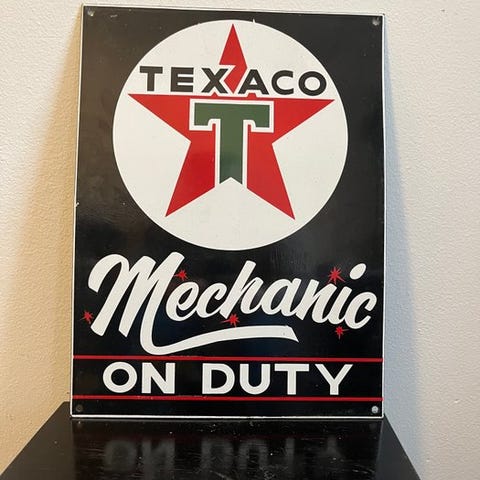 TEXACO
T
Mechanic
ON DUTY